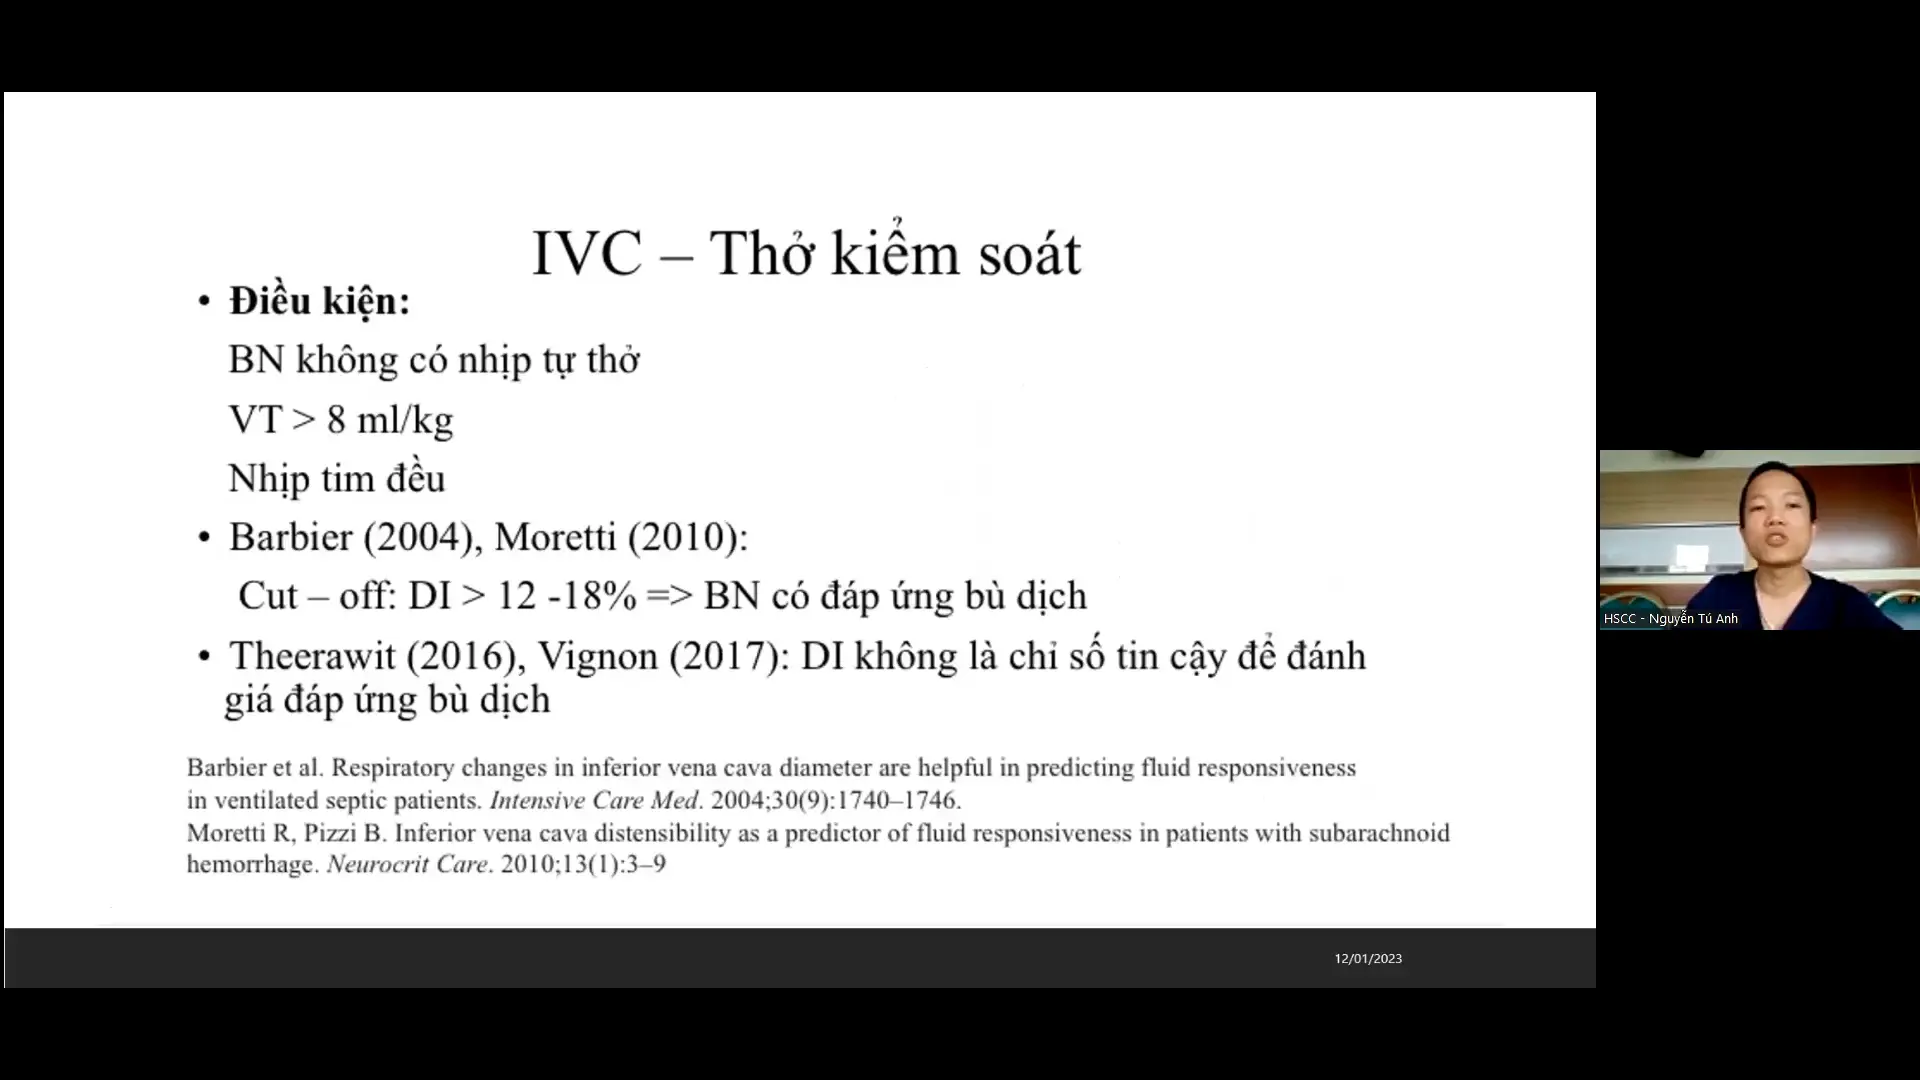 IVC – Thở kiểm soát
• Điều kiện:
BN không có nhịp tự thở
VT > 8 ml/kg
Nhịp tim đều
• Barbier (2004), Moretti (2010):
Cut – off: DI > 12 -18% => BN có đáp ứng bù dịch
• Theerawit (2016), Vignon (2017): DI không là chỉ số tin cậy để đánh
giá đáp ứng bù dịch
Barbier et al. Respiratory changes in inferior vena cava diameter are helpful in predicting fluid responsiveness
in ventilated septic patients. Intensive Care Med. 2004;30(9):1740–1746.
Moretti R, Pizzi B. Inferior vena cava distensibility as a predictor of fluid responsiveness in patients with subarachnoid
hemorrhage. Neurocrit Care. 2010;13(1):3–9
12/01/2023
HSCC - Nguyễn Tú Anh